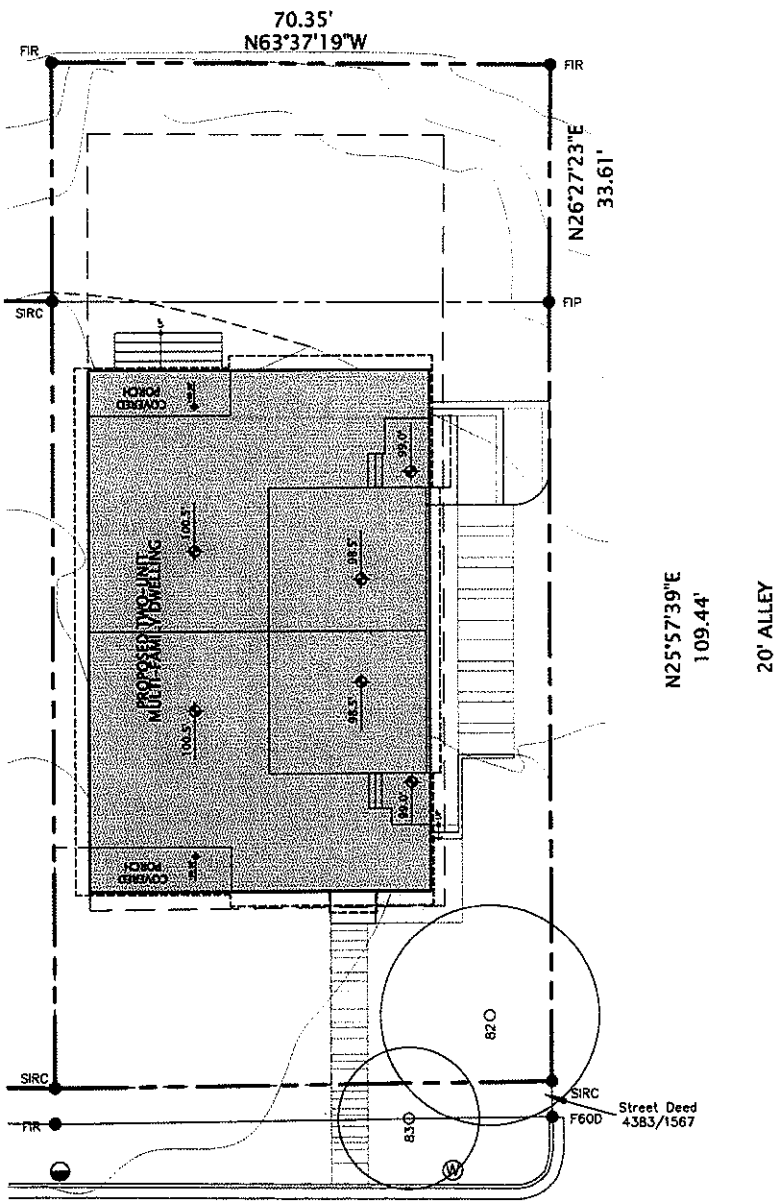 70.35'
N63°37'19"W
FIR
FIR
N26°27'23"E
33.61'
SIRC
FIP
COVERED
PORCH
99.0'
100.5'
98.5'
PROPOSED TWO-UNIT
MULTI-FAMILY DWELLING
N25°57'39"E
109.44'
20' ALLEY
100.5'
98.5'
99.0'
COVERED
PORCH
82
83
SIRC
SIRC
Street Deed
4383/1567
FIR
F60D
W